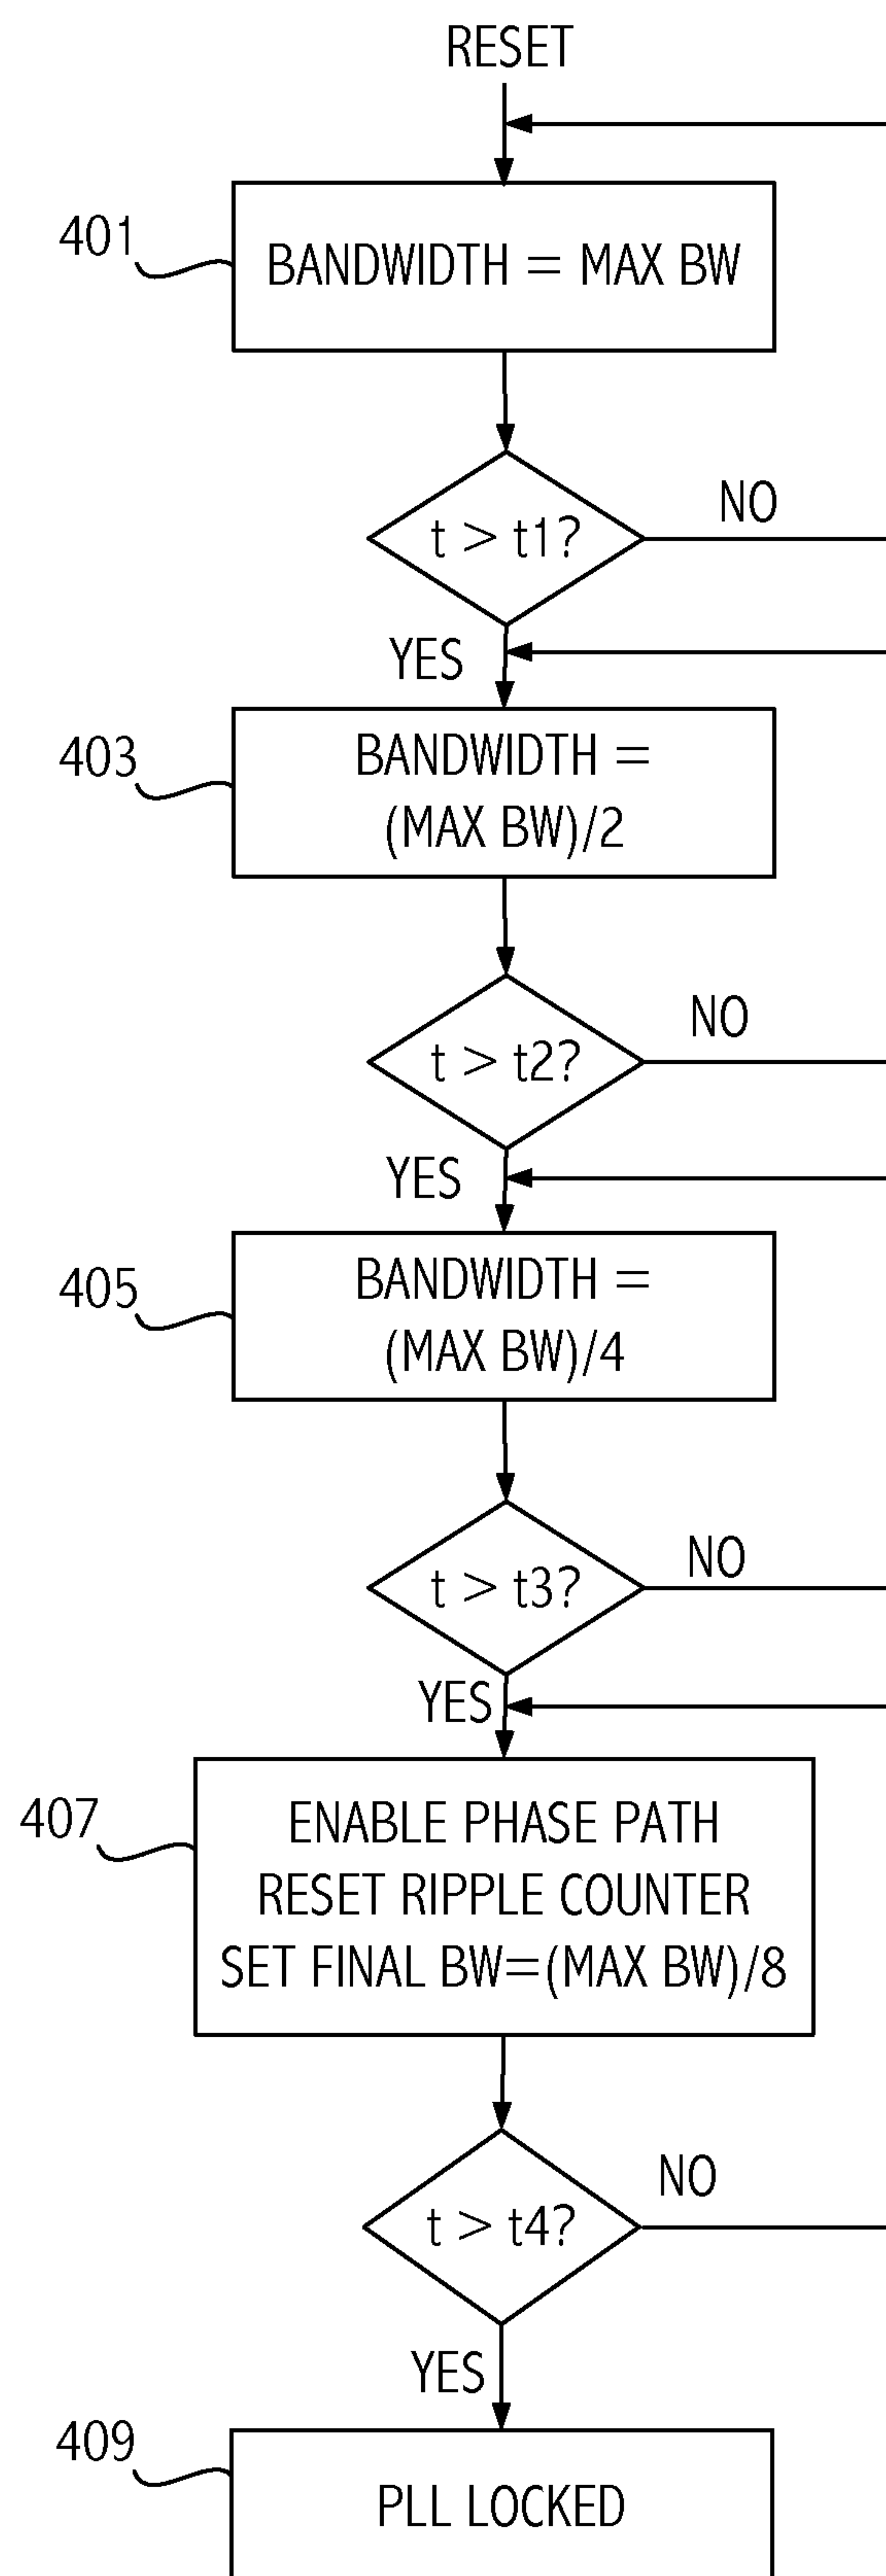 RESET
401
BANDWIDTH = MAX BW
t > t1?
NO
YES
403
BANDWIDTH =
(MAX BW)/2
t > t2?
NO
YES
405
BANDWIDTH =
(MAX BW)/4
t > t3?
NO
YES
407
ENABLE PHASE PATH
RESET RIPPLE COUNTER
SET FINAL BW=(MAX BW)/8
t > t4?
NO
YES
409
PLL LOCKED